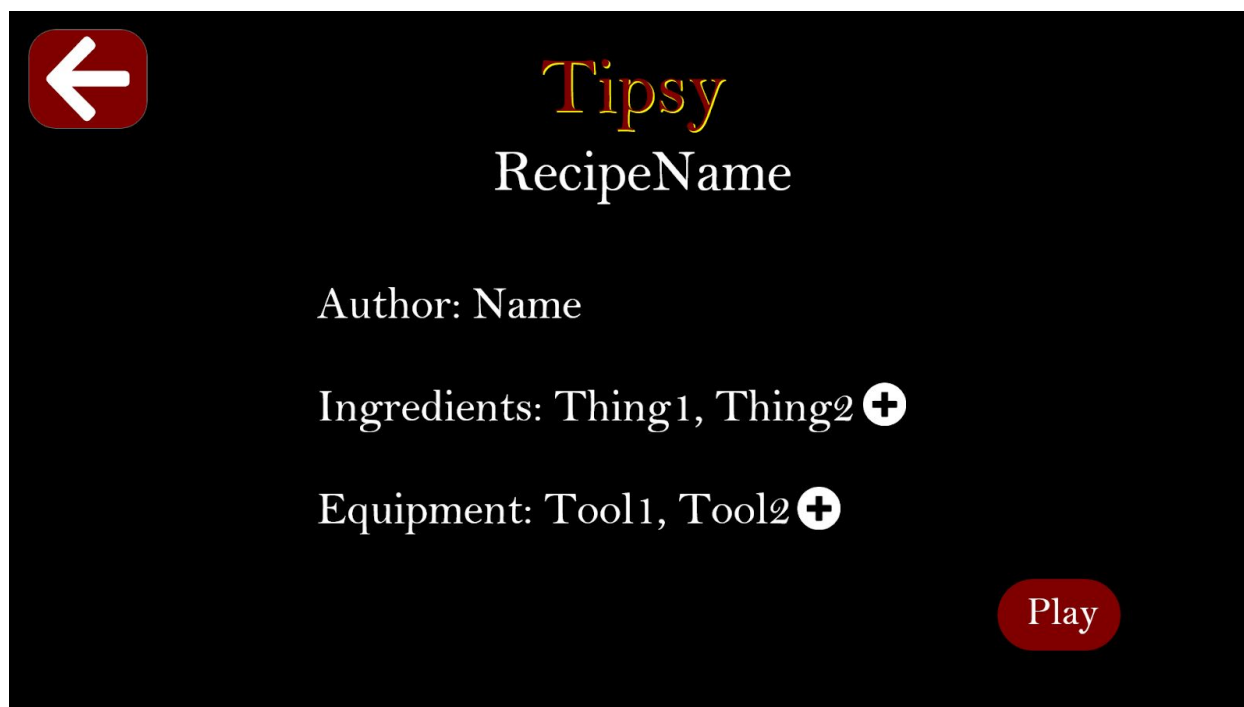 Tipsy
RecipeName
Author: Name
Ingredients: Thing1, Thing2
Equipment: Tool1, Tool2
Play